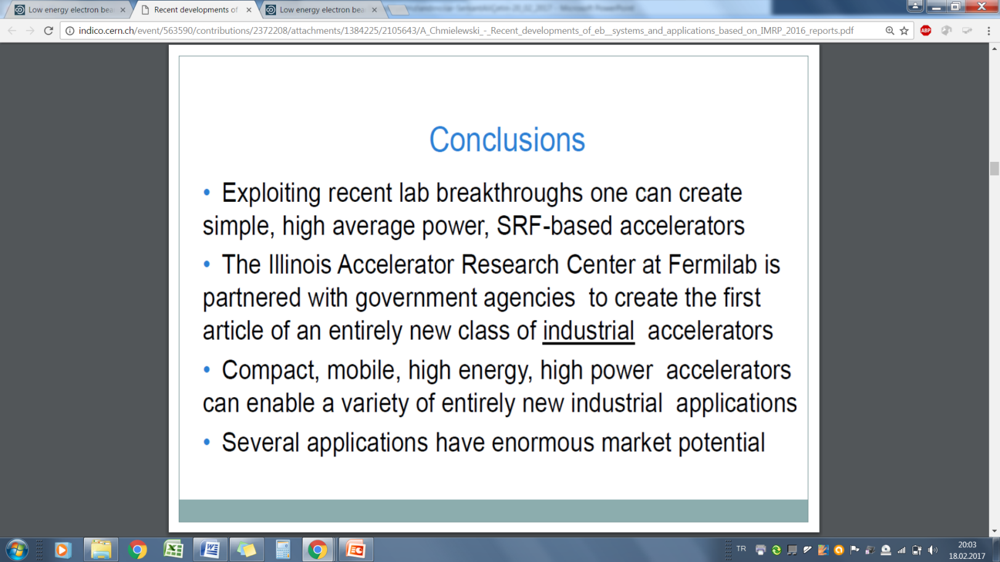 Low energy electron bea
Recent developments of
Low energy electron bea
indico.cern.ch/event/563590/contributions/2372208/attachments/1384225/2105643/A_Chmielewski_-_Recent_developments_of_eb__systems_and_applications_based_on_IMRP_2016_reports.pdf
ABP
Conclusions
• Exploiting recent lab breakthroughs one can create
simple, high average power, SRF-based accelerators
• The Illinois Accelerator Research Center at Fermilab is
partnered with government agencies to create the first
article of an entirely new class of industrial accelerators
• Compact, mobile, high energy, high power accelerators
can enable a variety of entirely new industrial applications
• Several applications have enormous market potential
TR
20:03
18.02.2017